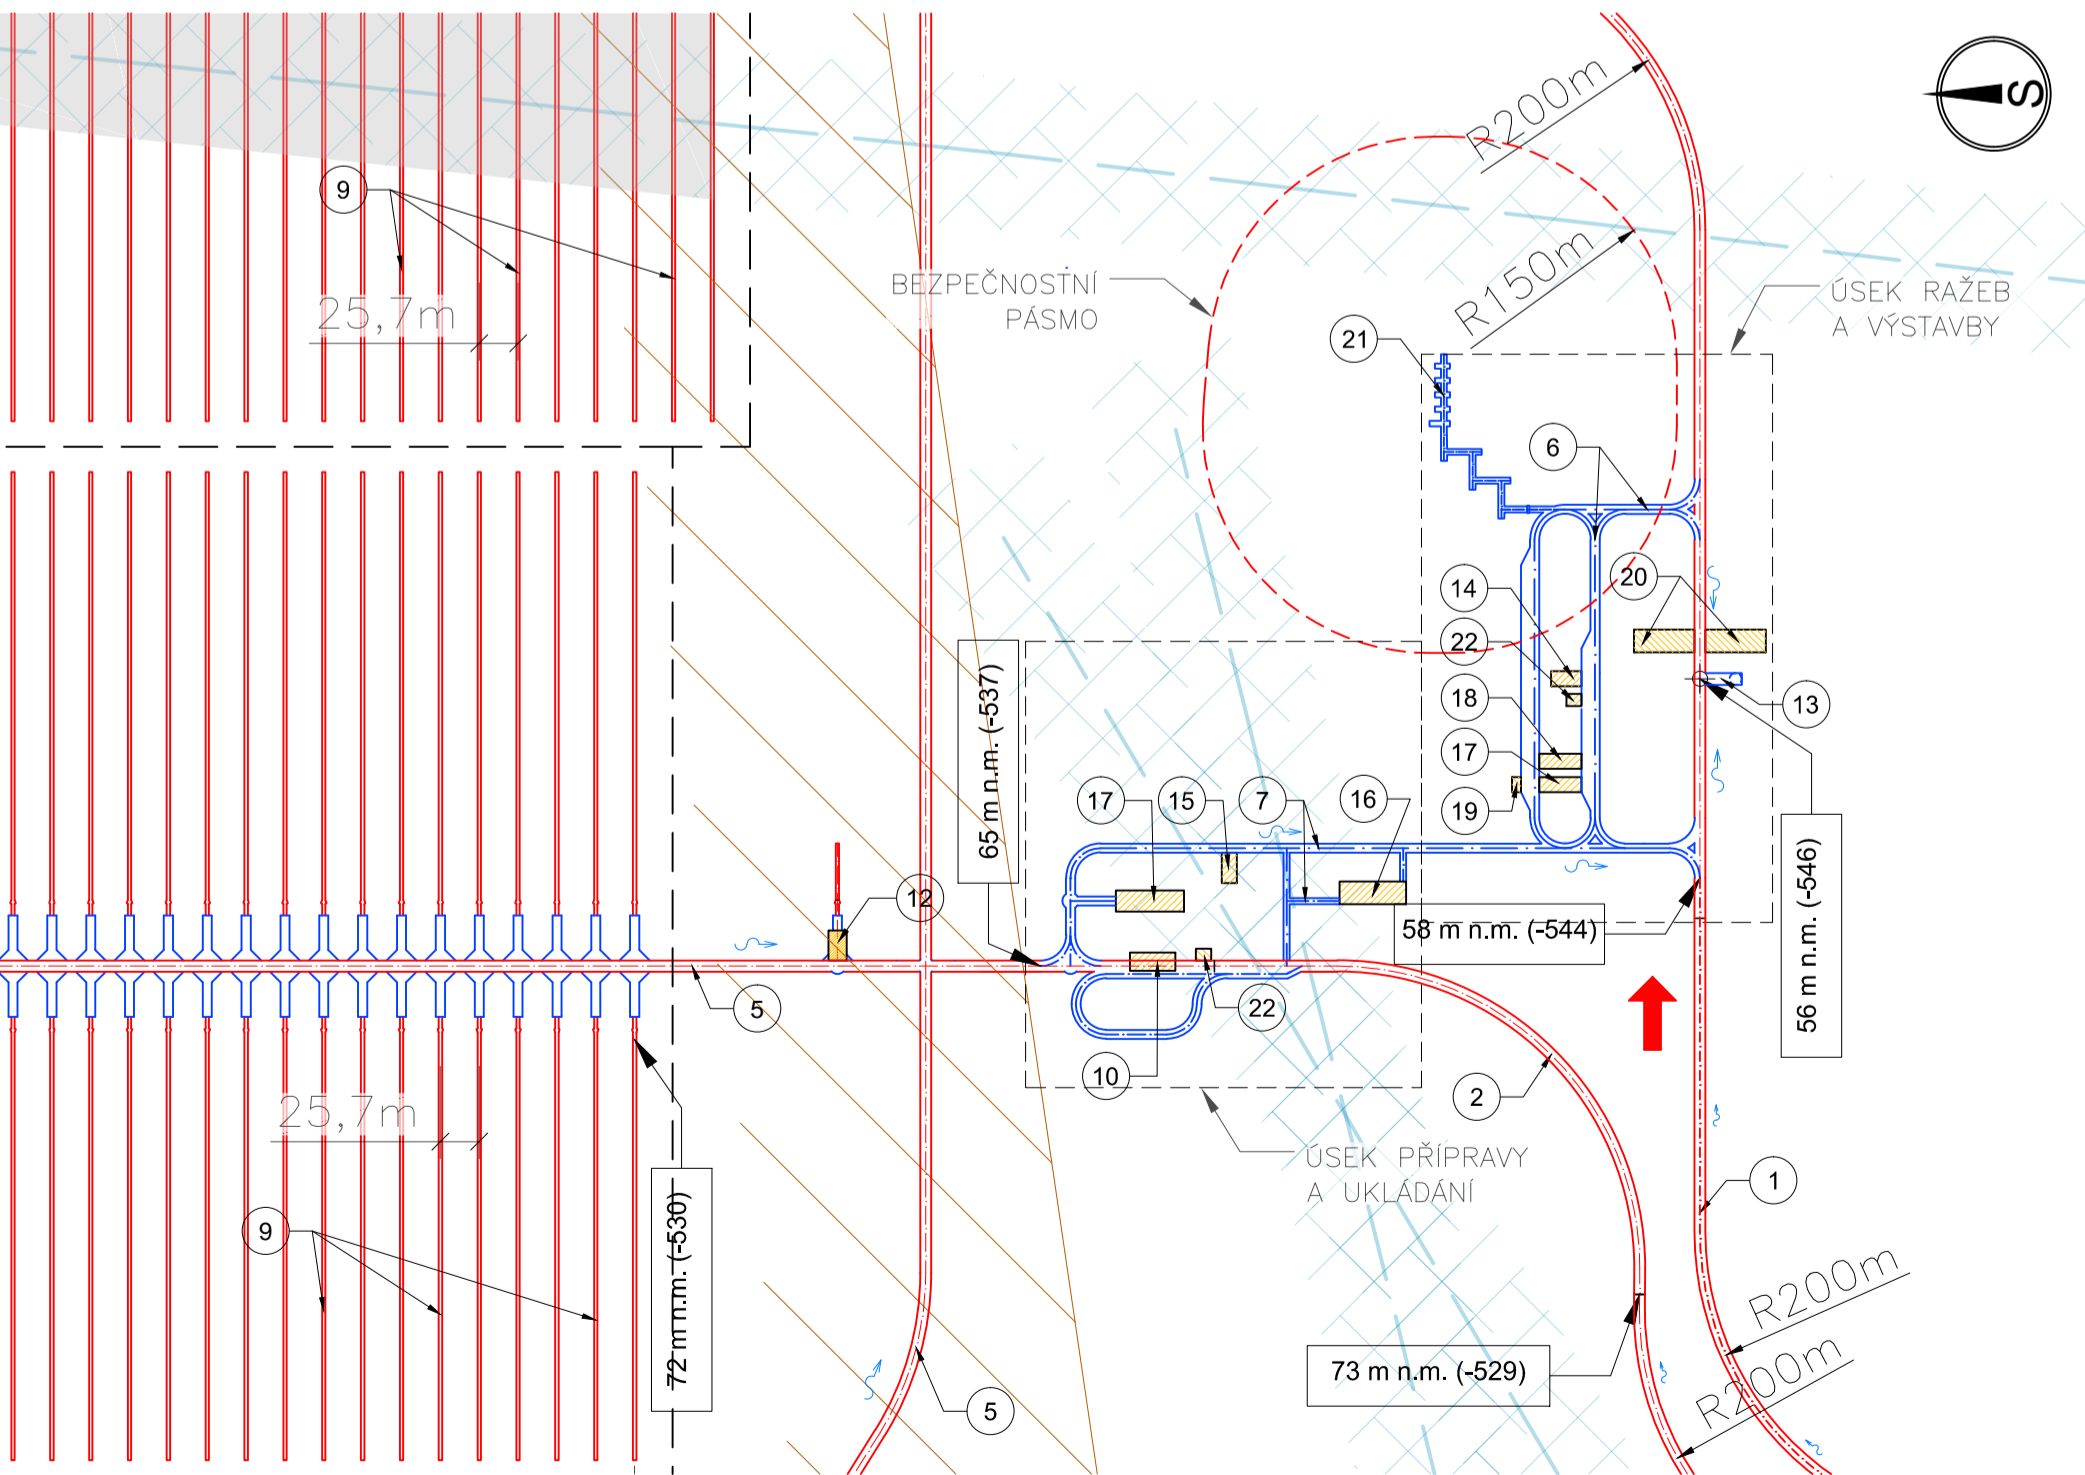 S
R200m
9
R150m
BEZPEČNOSTNÍ
PÁSMO
ÚSEK RAŽEB
A VÝSTAVBY
25,7m
21
6
14
20
22
18
13
17
19
65 m n.m. (-537)
17
15
7
16
12
58 m n.m. (-544)
56 m n.m. (-546)
5
22
10
2
25,7m
ÚSEK PŘÍPRAVY
A UKLÁDÁNÍ
1
9
72 m n.m. (-530)
R200m
73 m n.m. (-529)
R200m
5